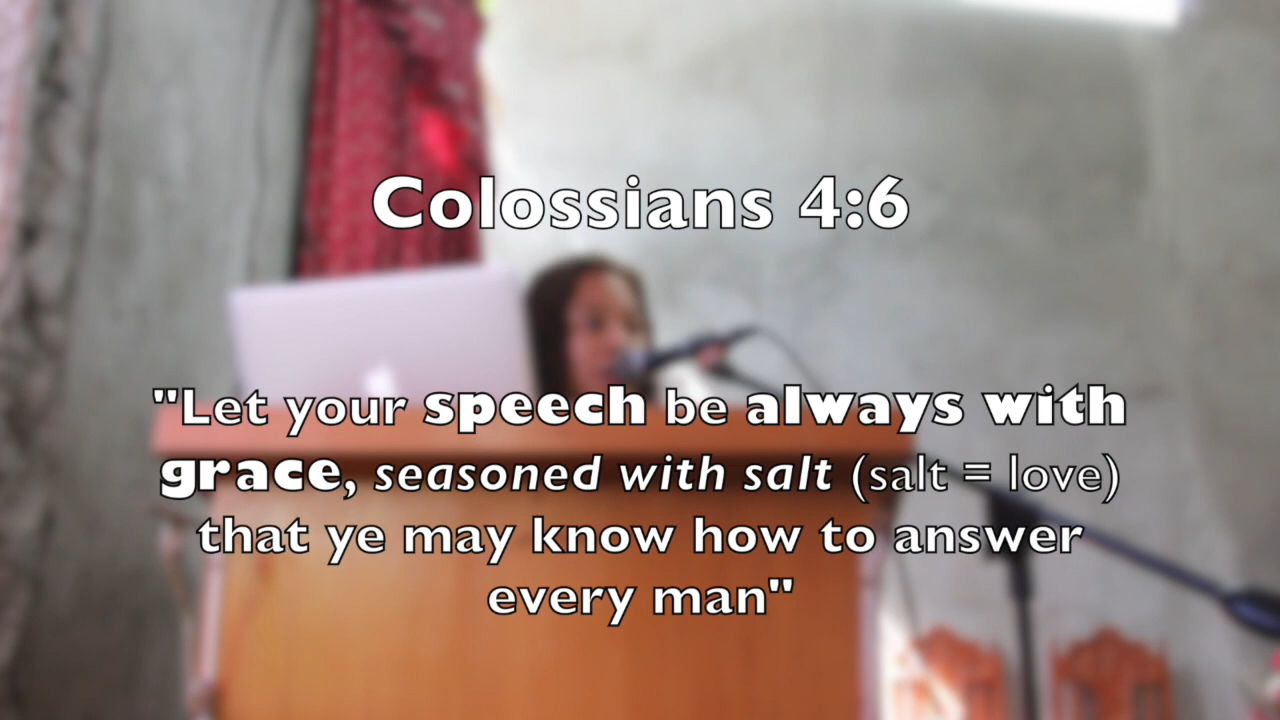 Colossians 4:6
"Let your speech be always with
grace, seasoned with salt (salt = love)
that ye may know how to answer
every man"